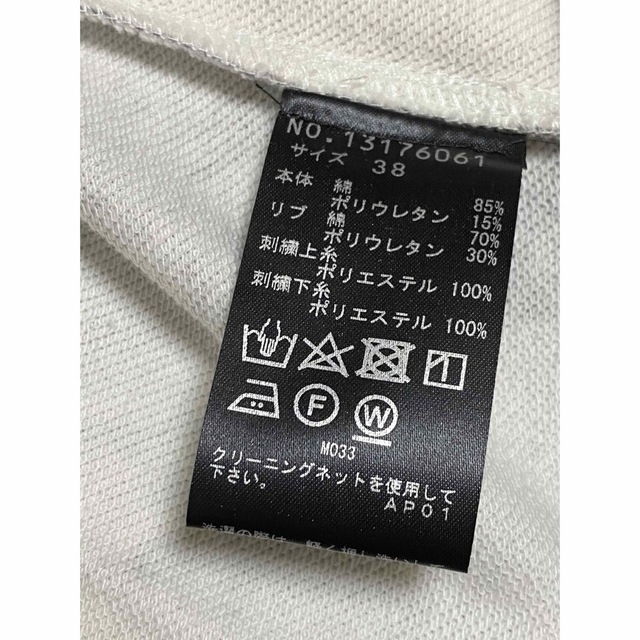 NO.13176061
サイズ 38
本体 綿 85%
ポリウレタン 15%
リブ 綿 70%
ポリウレタン 30%
刺繍上糸
ポリエステル 100%
刺繍下糸
ポリエステル 100%
F W
M033
クリーニングネットを使用して
下さい。
AP01